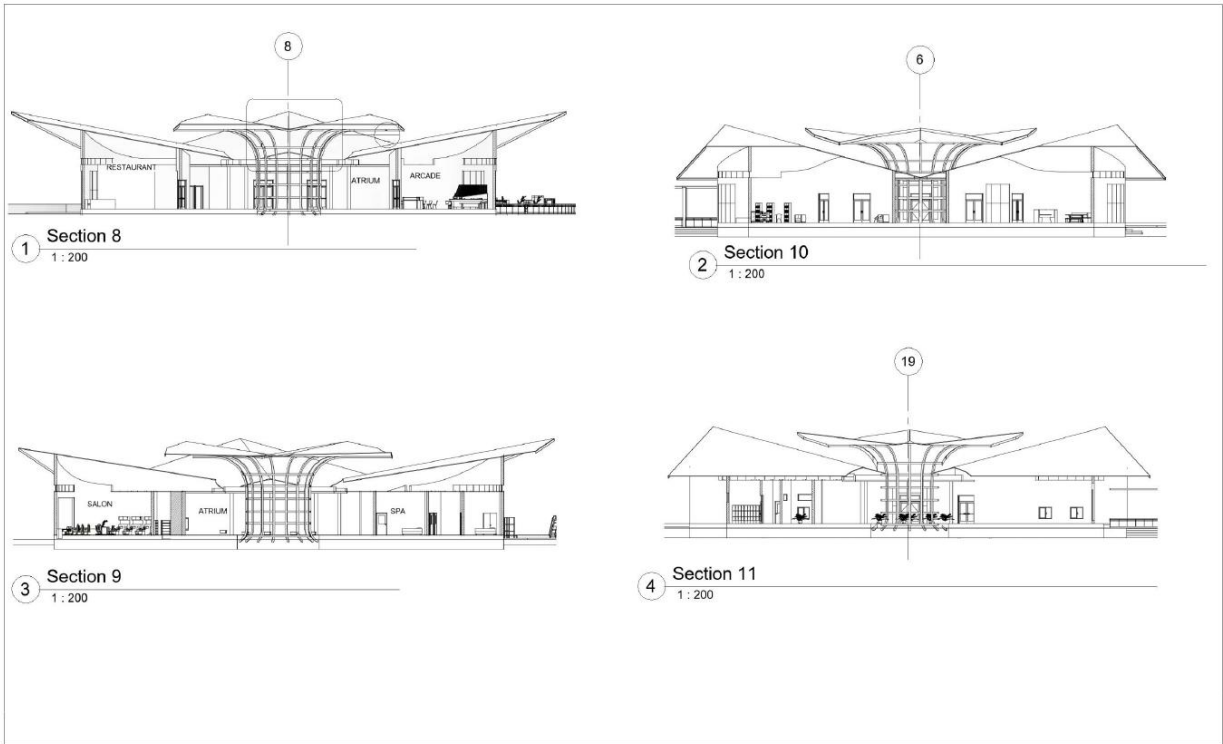 8
RESTAURANT
ATRIUM
ARCADE
1
Section 8
1 : 200
6
2
Section 10
1 : 200
SALON
ATRIUM
SPA
3
Section 9
1 : 200
19
4
Section 11
1 : 200